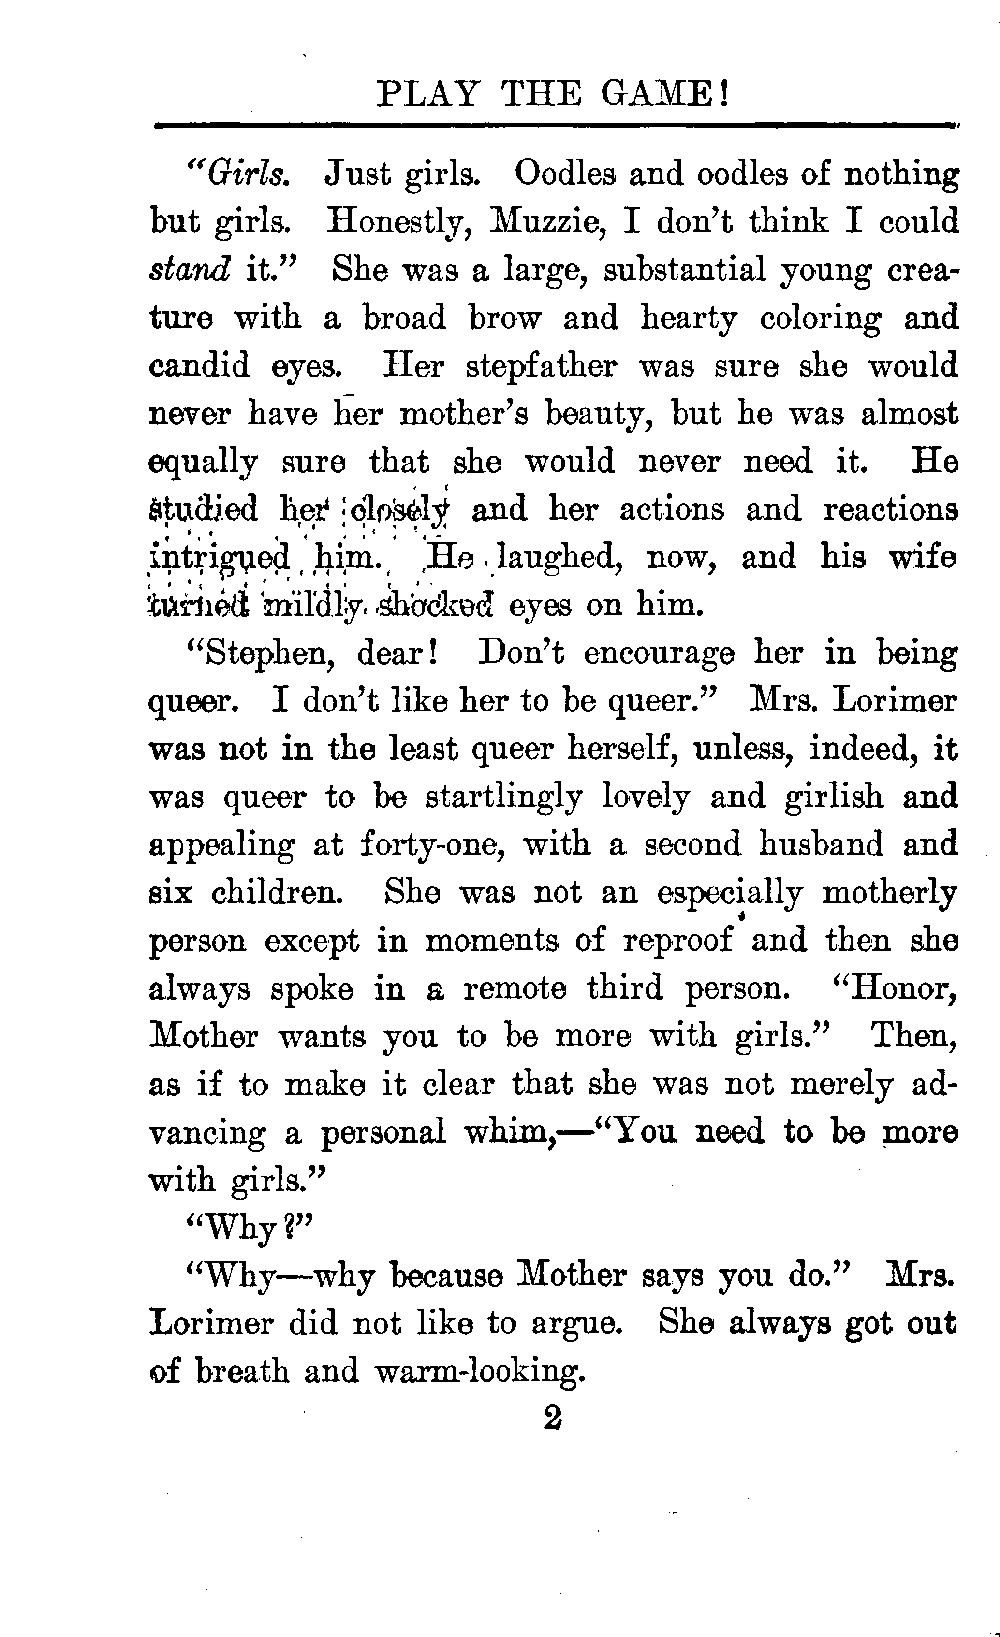 PLAY THE GAME!
“Girls. Just girls. Oodles and oodles of nothing
but girls. Honestly, Muzzie, I don’t think I could
stand it.” She was a large, substantial young crea-
ture with a broad brow and hearty coloring and
candid eyes. Her stepfather was sure she would
never have her mother’s beauty, but he was almost
equally sure that she would never need it. He
studied her closely and her actions and reactions
intrigued him. He laughed, now, and his wife
turned mildly shocked eyes on him.
“Stephen, dear! Don’t encourage her in being
queer. I don’t like her to be queer.” Mrs. Lorimer
was not in the least queer herself, unless, indeed, it
was queer to be startlingly lovely and girlish and
appealing at forty-one, with a second husband and
six children. She was not an especially motherly
person except in moments of reproof and then she
always spoke in a remote third person. “Honor,
Mother wants you to be more with girls.” Then,
as if to make it clear that she was not merely ad-
vancing a personal whim,—“You need to be more
with girls.”
“Why?”
“Why—why because Mother says you do.” Mrs.
Lorimer did not like to argue. She always got out
of breath and warm-looking.
2